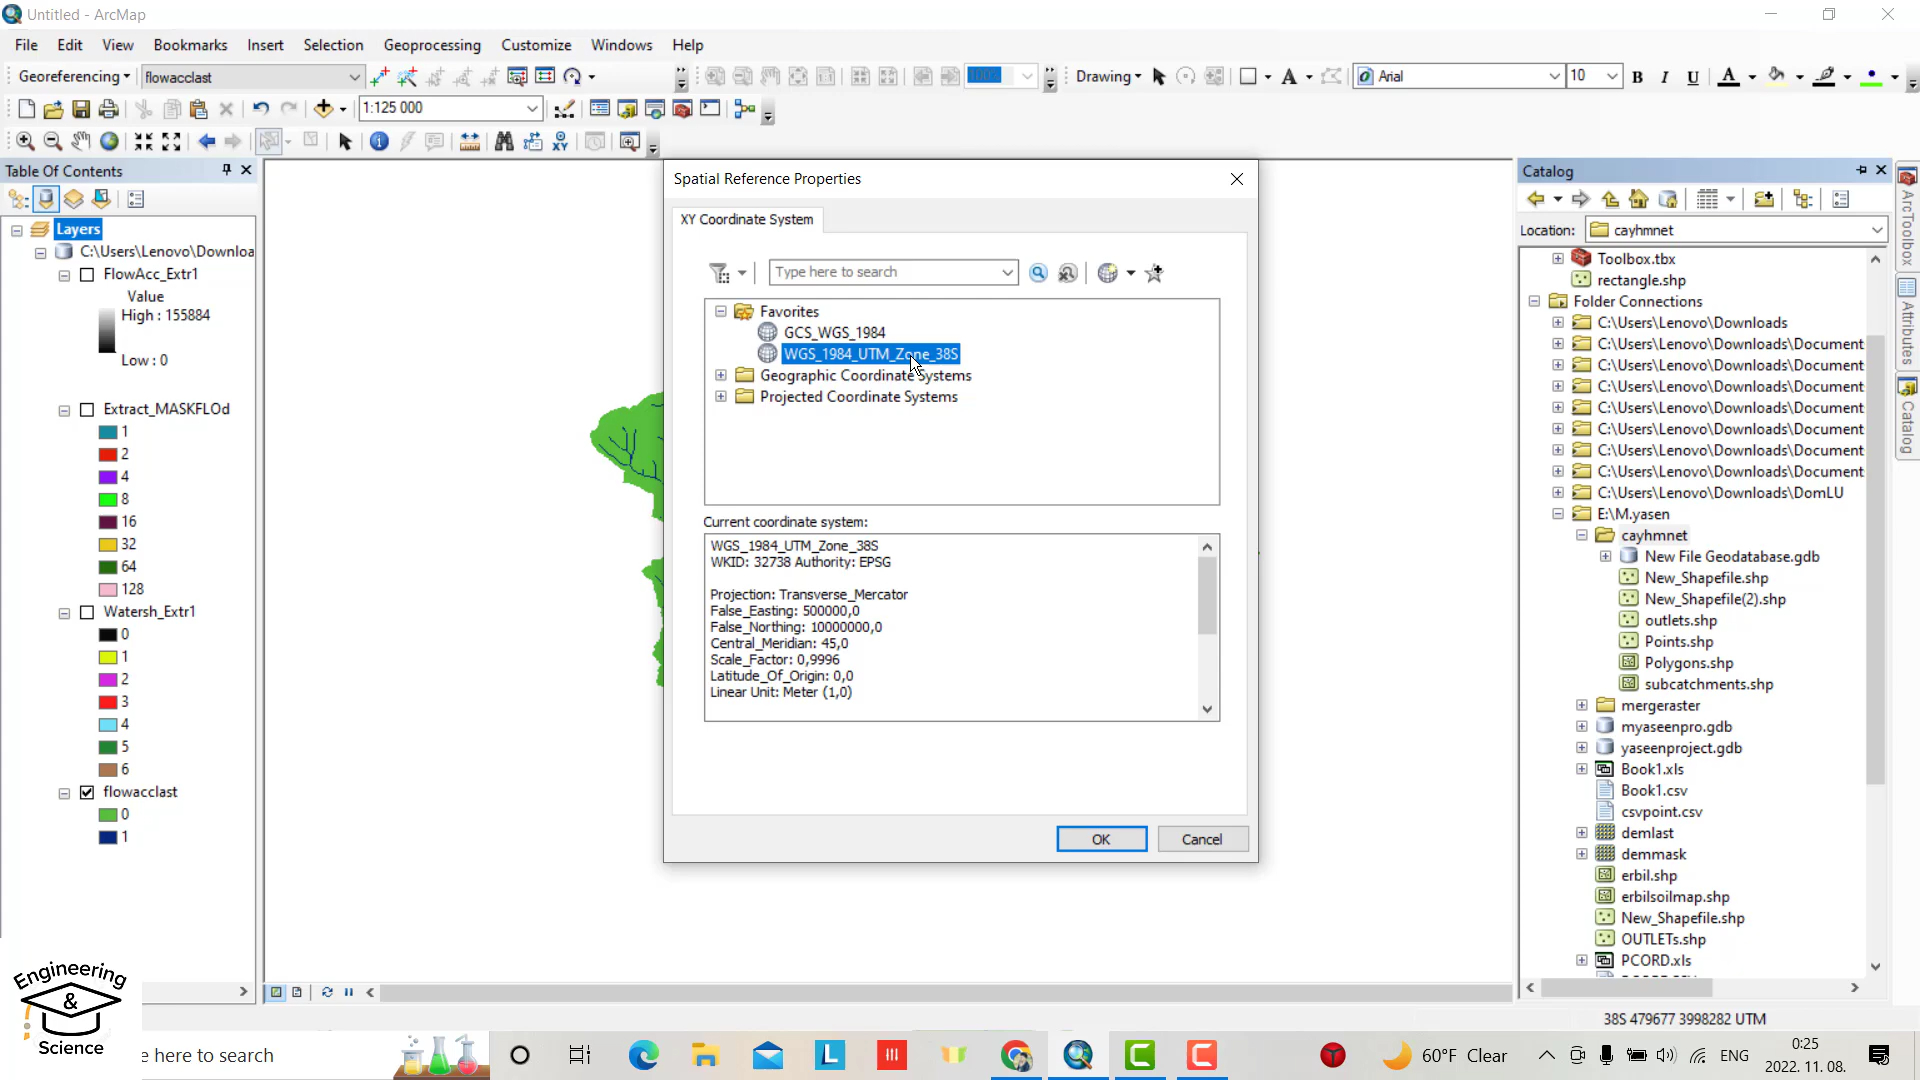 Untitled - ArcMap
File Edit View Bookmarks Insert Selection Geoprocessing Customize Windows Help
Georeferencing flowacclast 100% Drawing Arial 10 B I U A
1:125 000
Table Of Contents
Layers
C:\Users\Lenovo\Downloa
FlowAcc_Extr1
Value
High : 155884
Low : 0
Extract_MASKFLOd
1
2
4
8
16
32
64
128
Watersh_Extr1
0
1
2
3
4
5
6
flowacclast
0
1
Engineering
&
Science
Spatial Reference Properties
XY Coordinate System
Type here to search
Favorites
GCS_WGS_1984
WGS_1984_UTM_Zone_38S
Geographic Coordinate Systems
Projected Coordinate Systems
Current coordinate system:
WGS_1984_UTM_Zone_38S
WKID: 32738 Authority: EPSG
Projection: Transverse_Mercator
False_Easting: 500000,0
False_Northing: 10000000,0
Central_Meridian: 45,0
Scale_Factor: 0,9996
Latitude_Of_Origin: 0,0
Linear Unit: Meter (1,0)
OK Cancel
Catalog
Location: cayhmnet
Toolbox.tbx
rectangle.shp
Folder Connections
C:\Users\Lenovo\Downloads
C:\Users\Lenovo\Downloads\Document
C:\Users\Lenovo\Downloads\Document
C:\Users\Lenovo\Downloads\Document
C:\Users\Lenovo\Downloads\Document
C:\Users\Lenovo\Downloads\Document
C:\Users\Lenovo\Downloads\Document
C:\Users\Lenovo\Downloads\Document
C:\Users\Lenovo\Downloads\DomLU
E:\M.yasen
cayhmnet
New File Geodatabase.gdb
New_Shapefile.shp
New_Shapefile(2).shp
outlets.shp
Points.shp
Polygons.shp
subcatchments.shp
mergeraster
myaseenpro.gdb
yaseenproject.gdb
Book1.xls
Book1.csv
csvpoint.csv
demlast
demmask
erbil.shp
erbilsoilmap.shp
New_Shapefile.shp
OUTLETs.shp
PCORD.xls
ArcToolbox
Attributes
Catalog
38S 479677 3998282 UTM
e here to search
60°F Clear
ENG
0:25
2022. 11. 08.